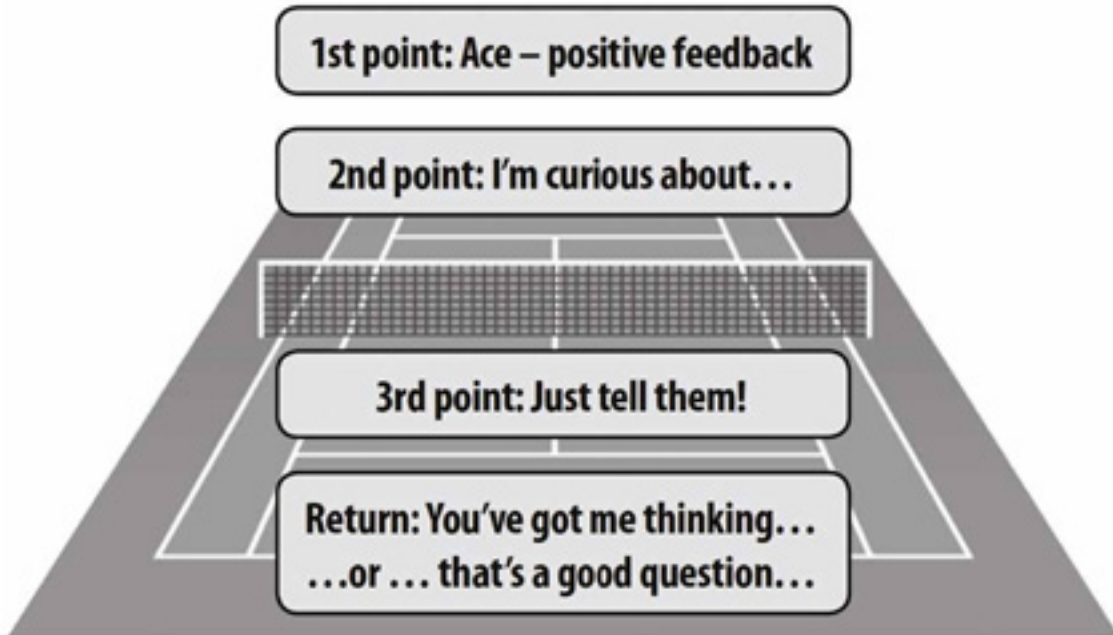 1st point: Ace – positive feedback
2nd point: I'm curious about…
3rd point: Just tell them!
Return: You've got me thinking…
…or … that's a good question…